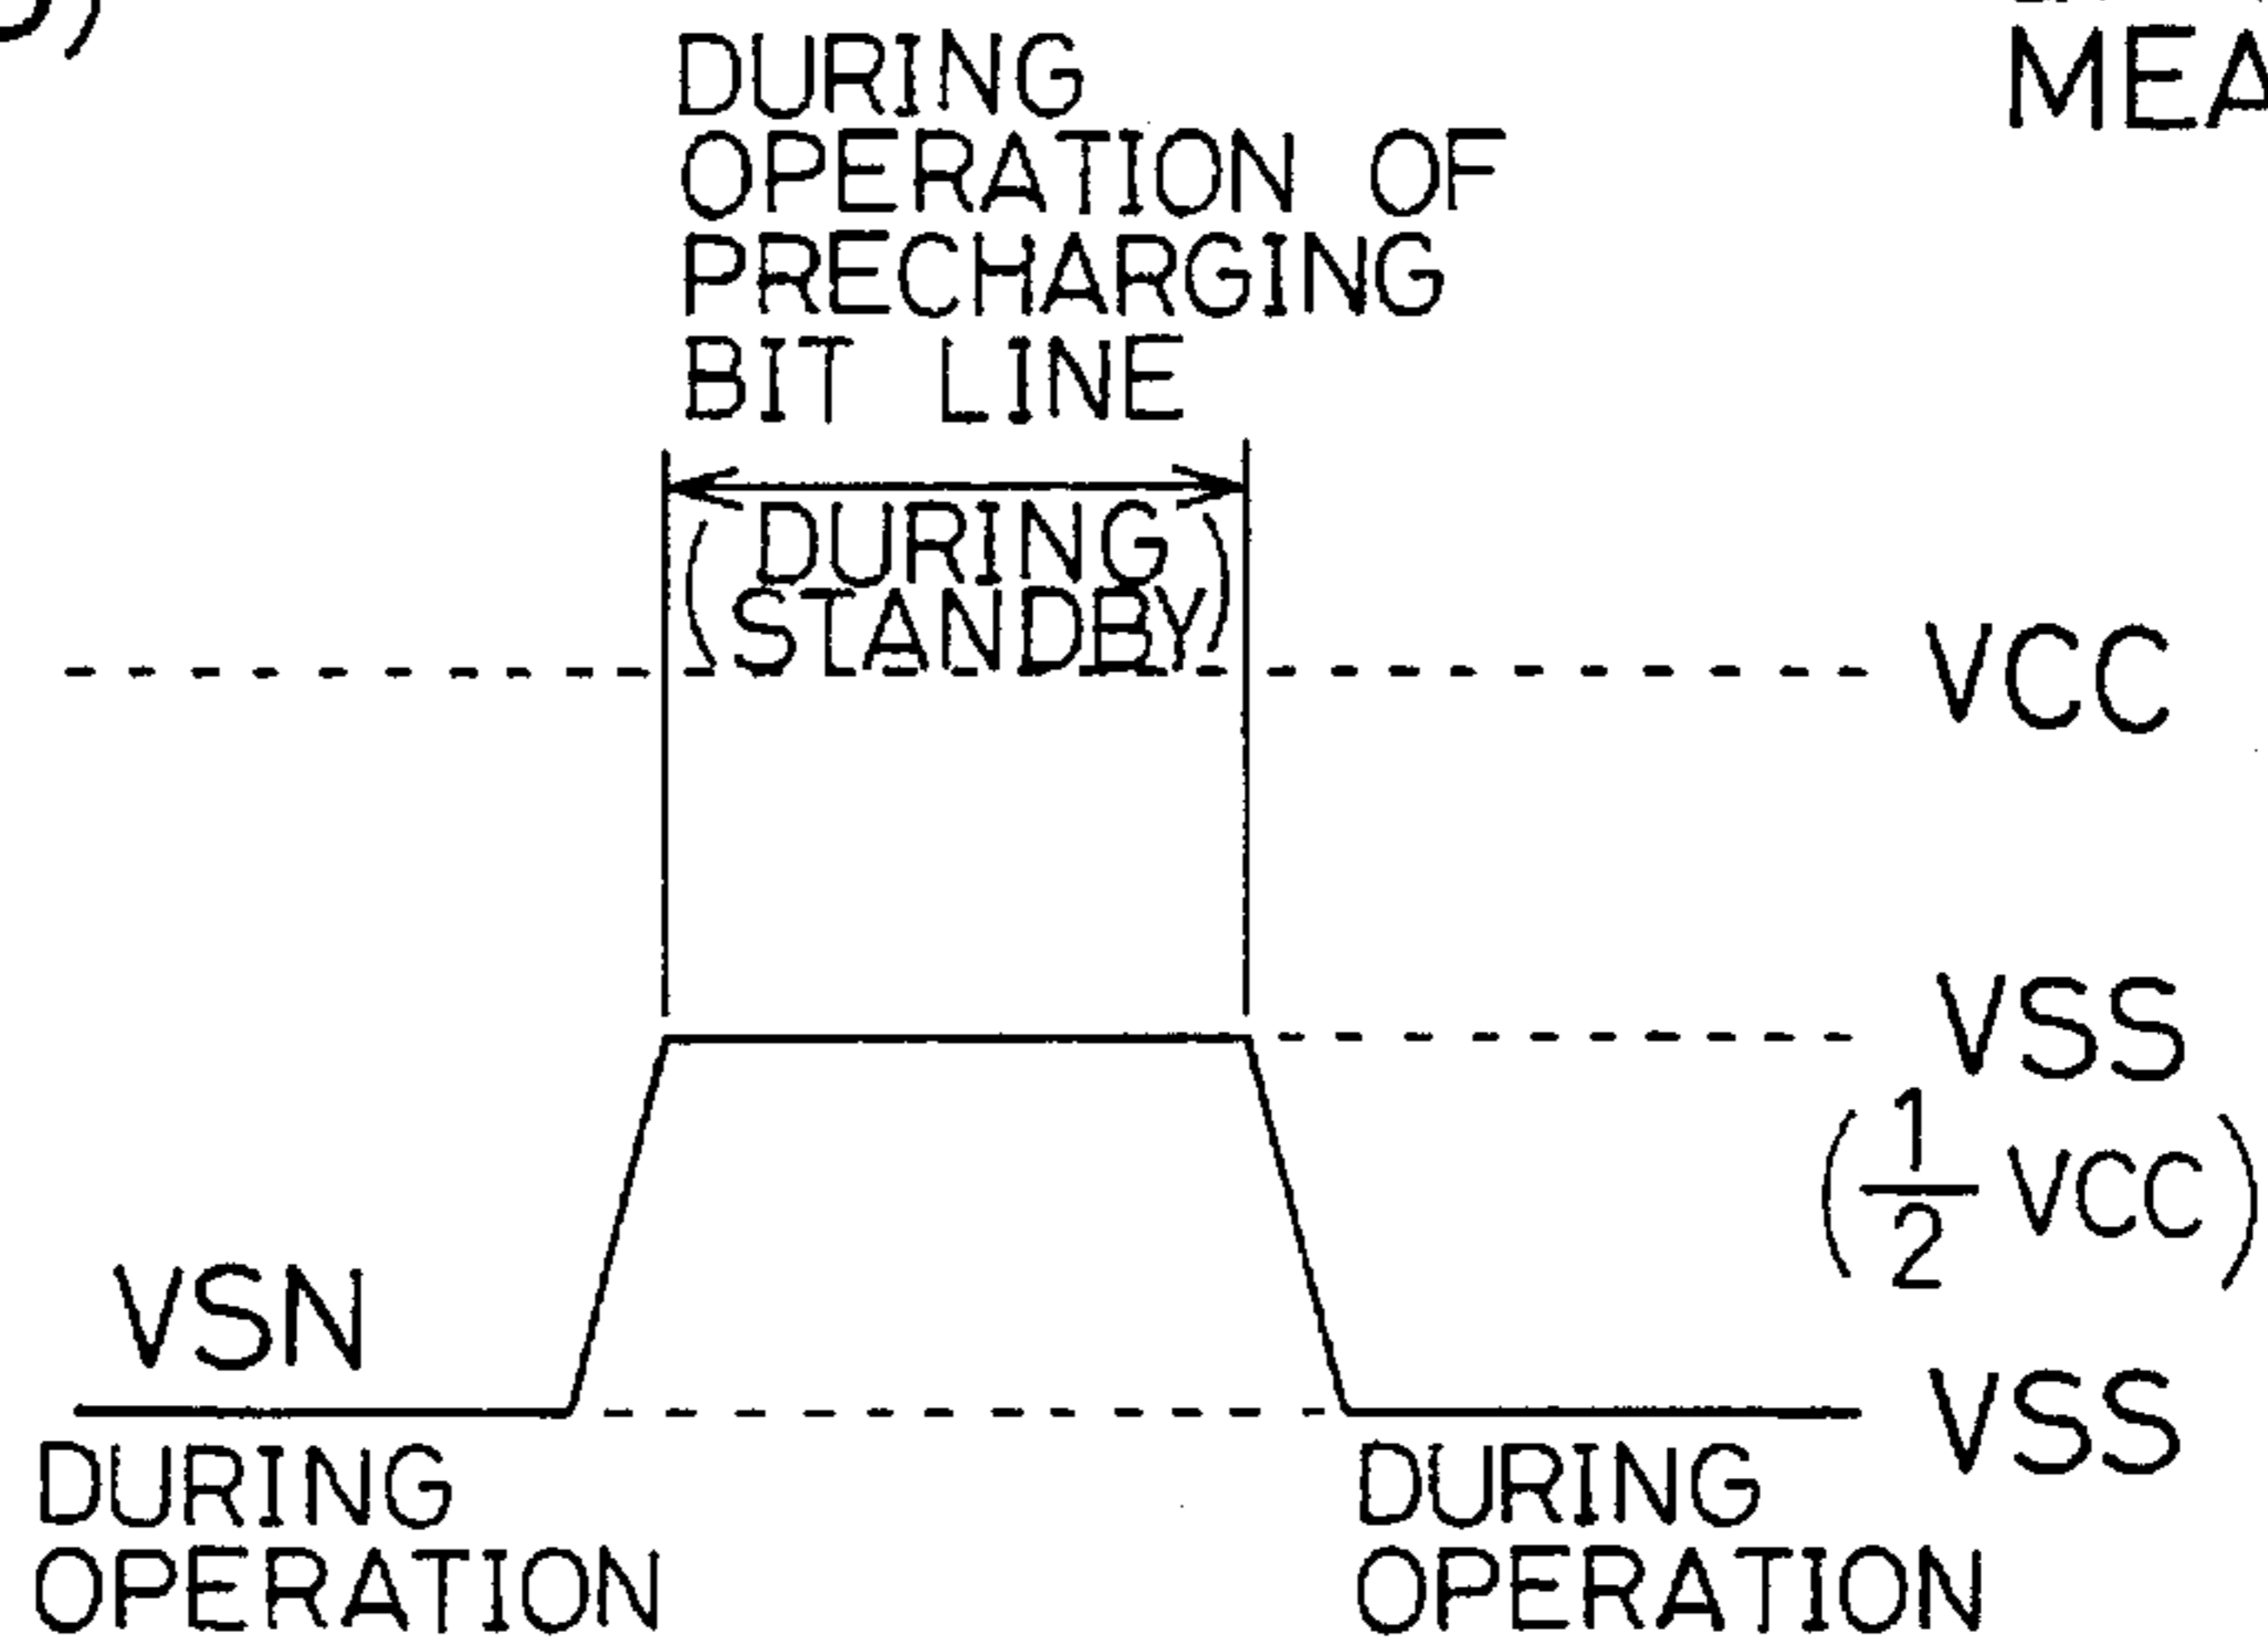 DURING
OPERATION OF
PRECHARGING
BIT LINE
(DURING
STANDBY)
VCC
VSS
(1/2 VCC)
VSN
VSS
DURING
OPERATION
DURING
OPERATION